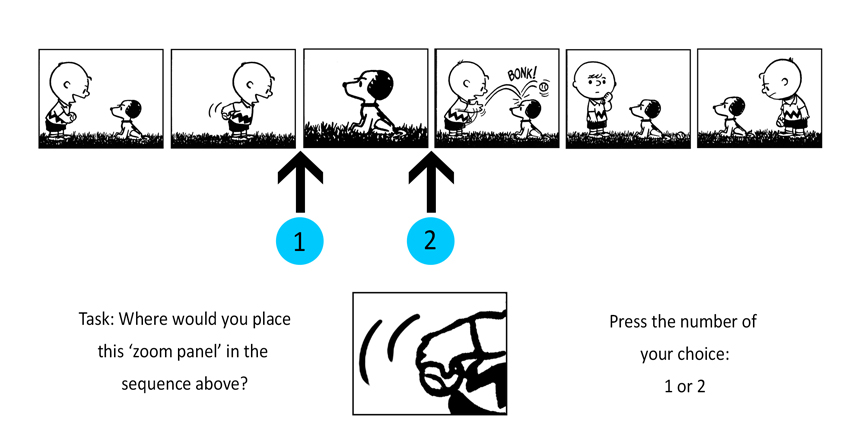 BONK!
1
2
Task: Where would you place
this ‘zoom panel’ in the
sequence above?
Press the number of
your choice:
1 or 2